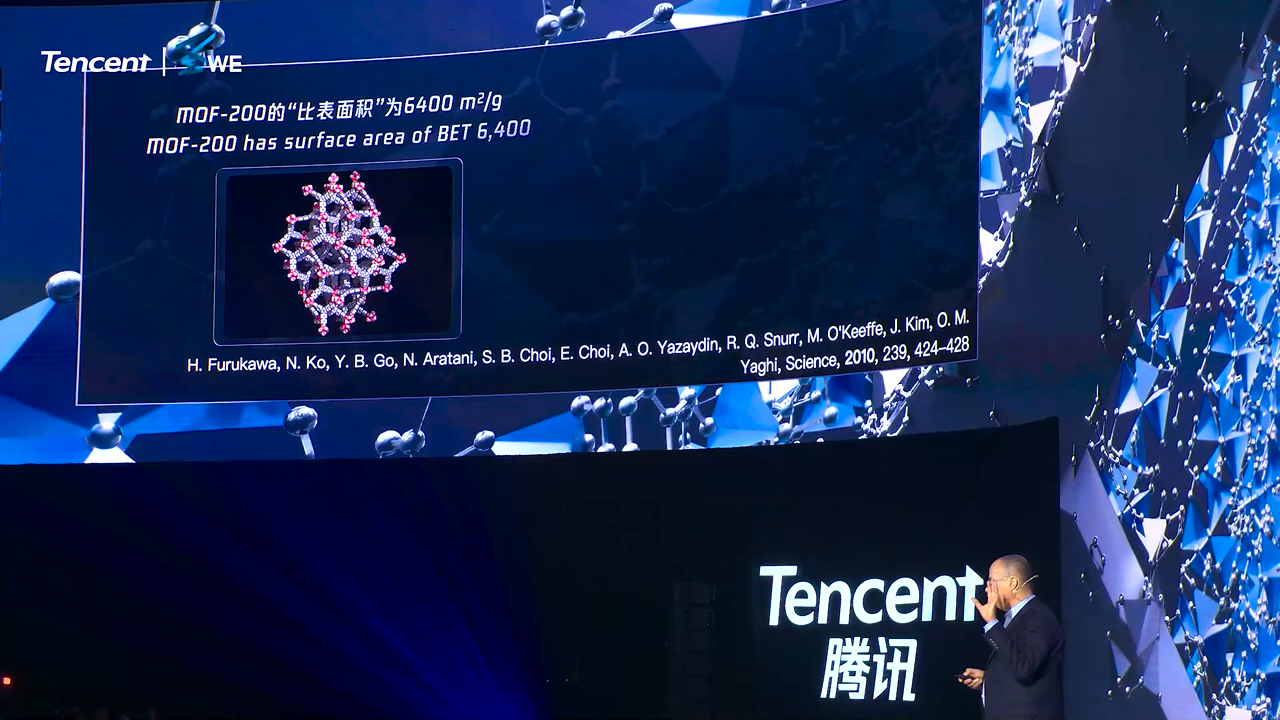 Tencent | WE
MOF-200的“比表面积”为6400 m²/g
MOF-200 has surface area of BET 6,400
H. Furukawa, N. Ko, Y. B. Go, N. Aratani, S. B. Choi, E. Choi, A. O. Yazaydin, R. Q. Snurr, M. O'Keeffe, J. Kim, O. M.
Yaghi, Science, 2010, 239, 424–428
Tencent
腾讯